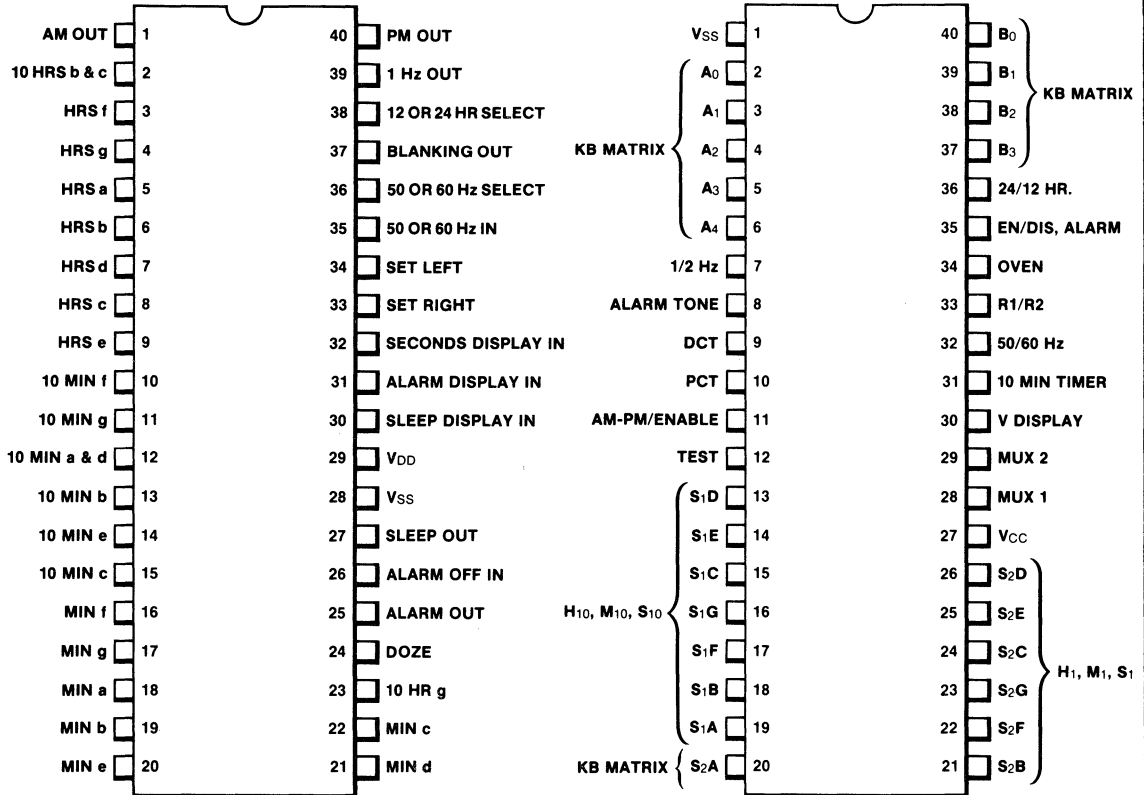 AM OUT 1 40 PM OUT
10 HRS b & c 2 39 1 Hz OUT
HRS f 3 38 12 OR 24 HR SELECT
HRS g 4 37 BLANKING OUT
HRS a 5 36 50 OR 60 Hz SELECT
HRS b 6 35 50 OR 60 Hz IN
HRS d 7 34 SET LEFT
HRS c 8 33 SET RIGHT
HRS e 9 32 SECONDS DISPLAY IN
10 MIN f 10 31 ALARM DISPLAY IN
10 MIN g 11 30 SLEEP DISPLAY IN
10 MIN a & d 12 29 VDD
10 MIN b 13 28 VSS
10 MIN e 14 27 SLEEP OUT
10 MIN c 15 26 ALARM OFF IN
MIN f 16 25 ALARM OUT
MIN g 17 24 DOZE
MIN a 18 23 10 HR g
MIN b 19 22 MIN c
MIN e 20 21 MIN d
VSS 1 40 B0
A0 2 39 B1
KB MATRIX
A1 3 38 B2
KB MATRIX A2 4 37 B3
A3 5 36 24/12 HR.
A4 6 35 EN/DIS, ALARM
1/2 Hz 7 34 OVEN
ALARM TONE 8 33 R1/R2
DCT 9 32 50/60 Hz
PCT 10 31 10 MIN TIMER
AM-PM/ENABLE 11 30 V DISPLAY
TEST 12 29 MUX 2
S1D 13 28 MUX 1
S1E 14 27 VCC
S1C 15 26 S2D
H10, M10, S10 S1G 16 25 S2E
S1F 17 24 S2C
H1, M1, S1
S1B 18 23 S2G
S1A 19 22 S2F
KB MATRIX S2A 20 21 S2B